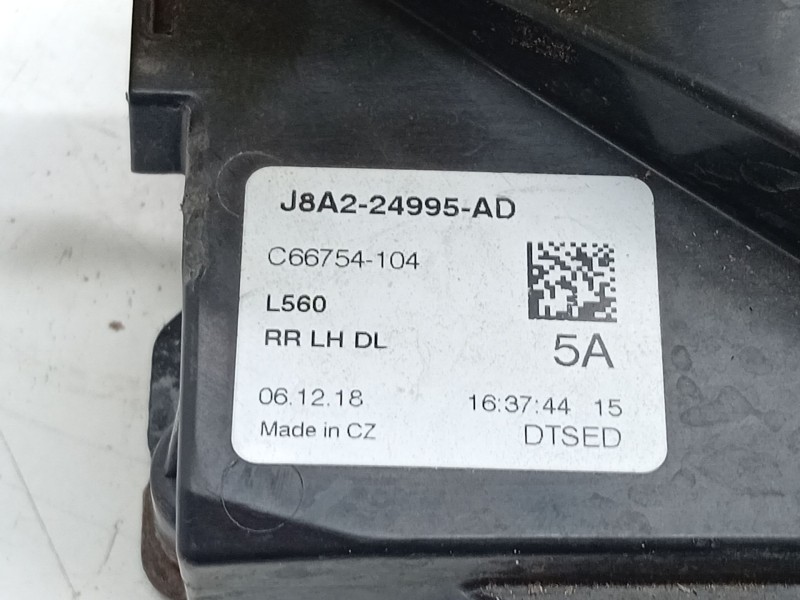 J8A2-24995-AD
C66754-104
L560
RR LH DL
5A
06.12.18 16:37:44 15
Made in CZ DTSED